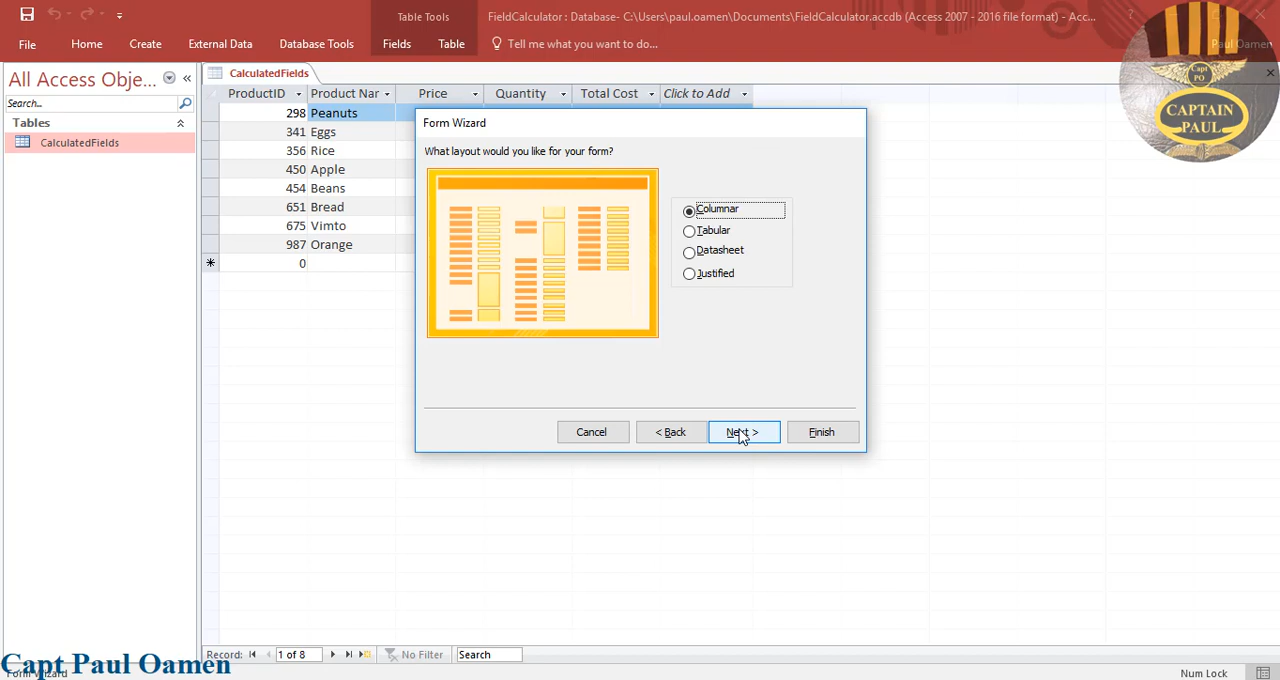 Table Tools
FieldCalculator : Database- C:\Users\paul.oamen\Documents\FieldCalculator.accdb (Access 2007 - 2016 file format) - Acc...
File Home Create External Data Database Tools Fields Table Tell me what you want to do...
Paul Oamen
Capt
PO
CAPTAIN
PAUL
All Access Obje...
Search...
Tables
CalculatedFields
CalculatedFields
ProductID Product Nar Price Quantity Total Cost Click to Add
298 Peanuts
341 Eggs
356 Rice
450 Apple
454 Beans
651 Bread
675 Vimto
987 Orange
0
Form Wizard
What layout would you like for your form?
Columnar
Tabular
Datasheet
Justified
Cancel < Back Next > Finish
Record: 1 of 8 No Filter Search
Capt Paul Oamen
Form Wizard
Num Lock